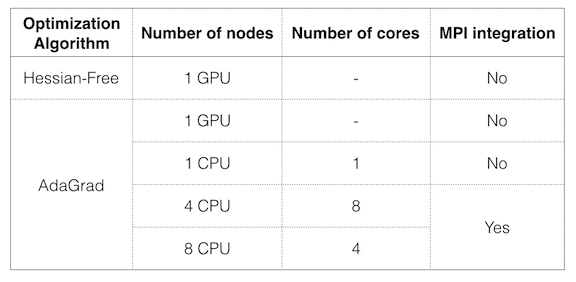 Optimization Algorithm Number of nodes Number of cores MPI integration
Hessian-Free 1 GPU - No
AdaGrad 1 GPU - No
1 CPU 1 No
4 CPU 8 Yes
8 CPU 4